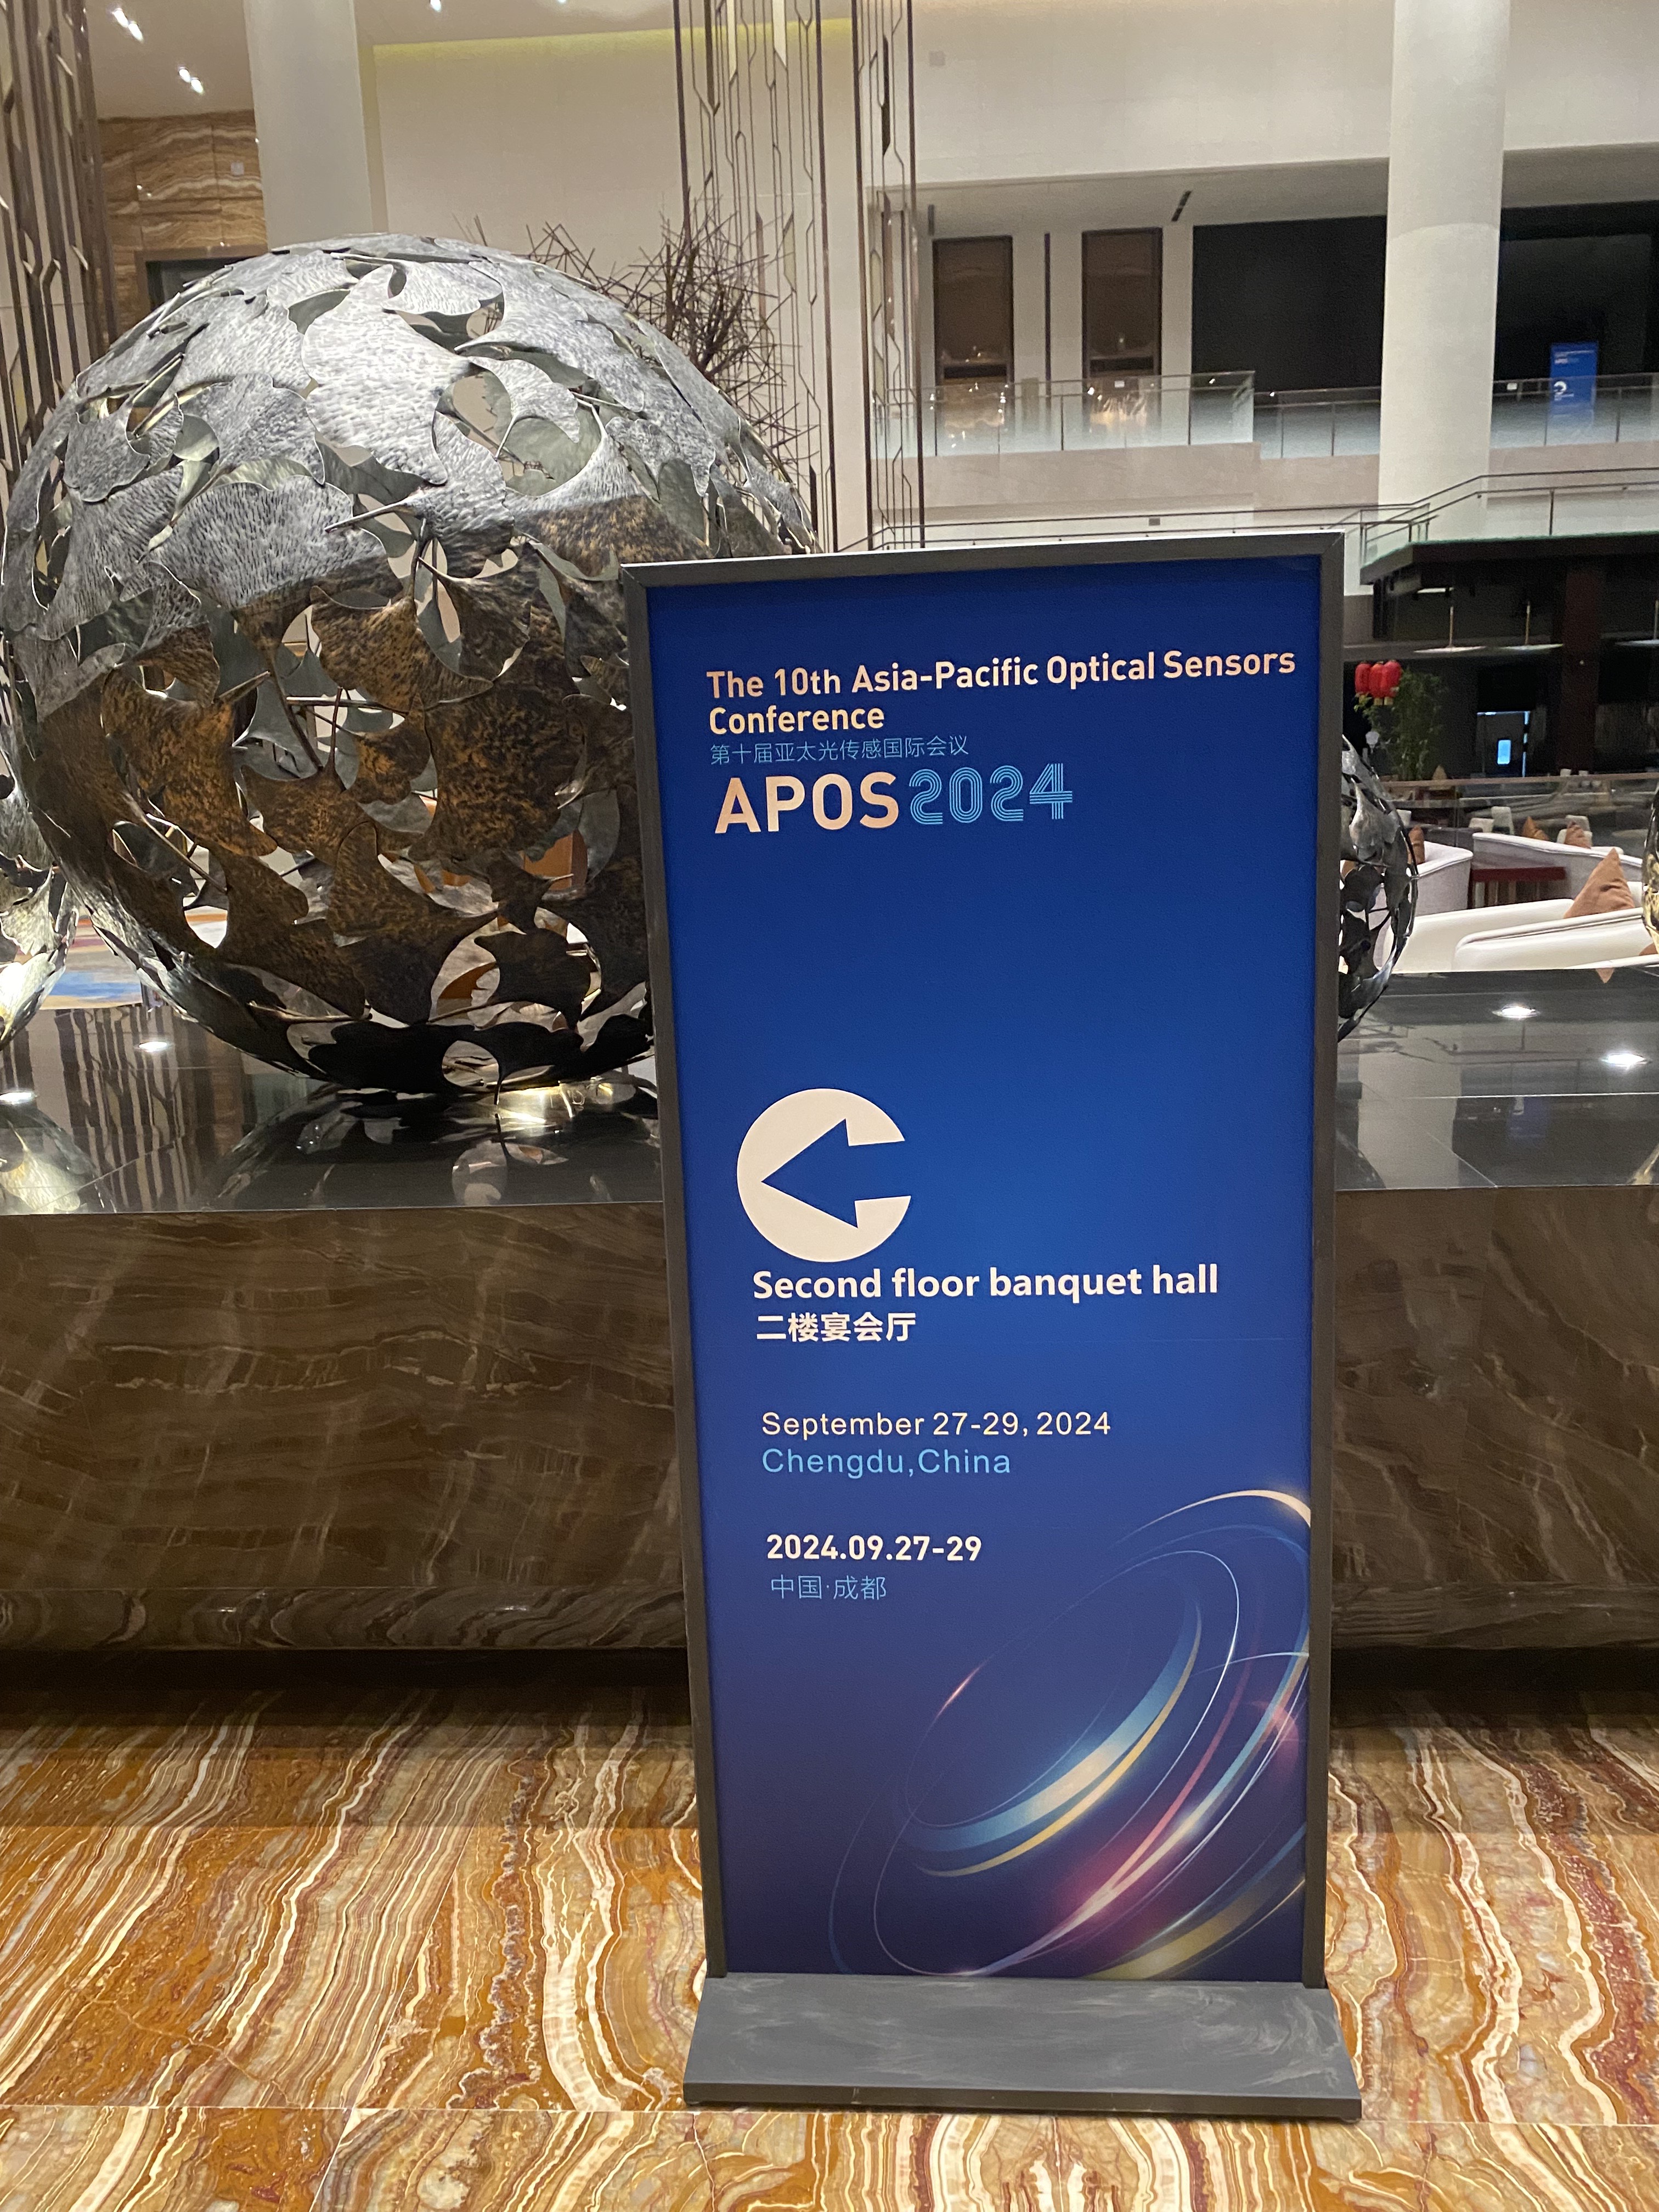 The 10th Asia-Pacific Optical Sensors
Conference
第十届亚太光传感国际会议
APOS 2024
Second floor banquet hall
二楼宴会厅
September 27-29, 2024
Chengdu,China
2024.09.27-29
中国·成都